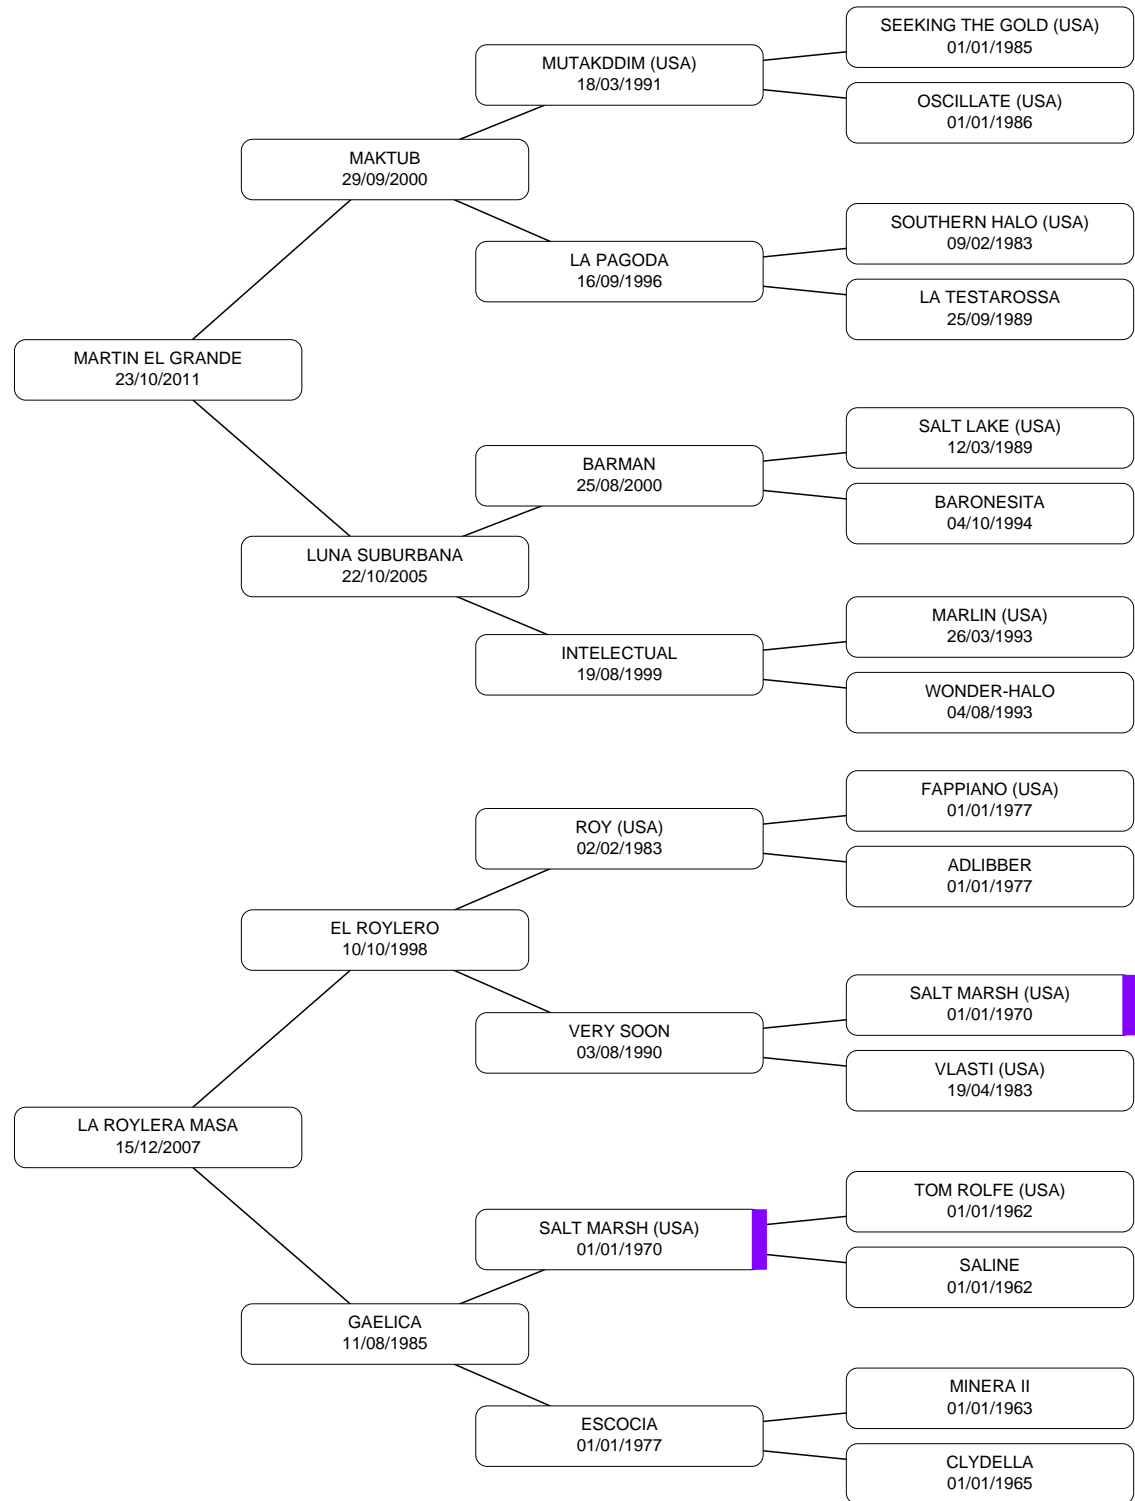 SEEKING THE GOLD (USA)
01/01/1985
MUTAKDDIM (USA)
18/03/1991
OSCILLATE (USA)
01/01/1986
MAKTUB
29/09/2000
SOUTHERN HALO (USA)
09/02/1983
LA PAGODA
16/09/1996
LA TESTAROSSA
25/09/1989
MARTIN EL GRANDE
23/10/2011
SALT LAKE (USA)
12/03/1989
BARMAN
25/08/2000
BARONESITA
04/10/1994
LUNA SUBURBANA
22/10/2005
MARLIN (USA)
26/03/1993
INTELECTUAL
19/08/1999
WONDER-HALO
04/08/1993
FAPPIANO (USA)
01/01/1977
ROY (USA)
02/02/1983
ADLIBBER
01/01/1977
EL ROYLERO
10/10/1998
SALT MARSH (USA)
01/01/1970
VERY SOON
03/08/1990
VLASTI (USA)
19/04/1983
LA ROYLERA MASA
15/12/2007
TOM ROLFE (USA)
01/01/1962
SALT MARSH (USA)
01/01/1970
SALINE
01/01/1962
GAELICA
11/08/1985
MINERA II
01/01/1963
ESCOCIA
01/01/1977
CLYDELLA
01/01/1965